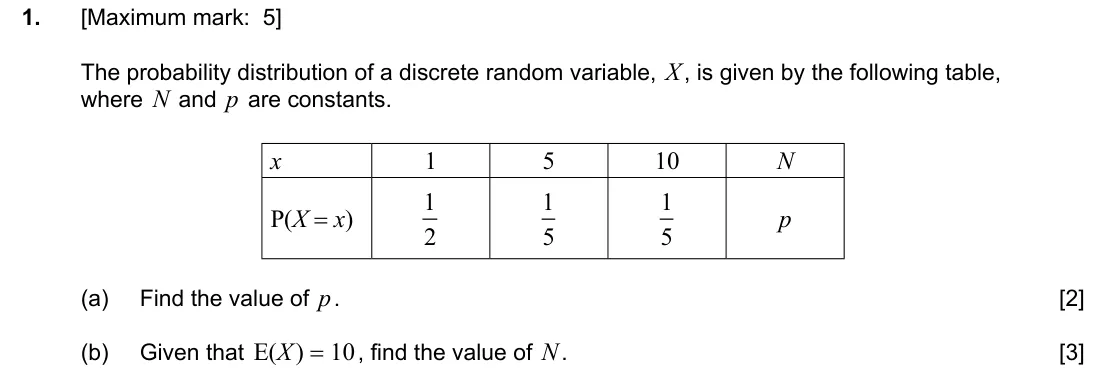 1. [Maximum mark: 5]
The probability distribution of a discrete random variable, X, is given by the following table,
where N and p are constants.
x 1 5 10 N
P(X = x) 1/2 1/5 1/5 p
(a) Find the value of p. [2]
(b) Given that E(X) = 10, find the value of N. [3]